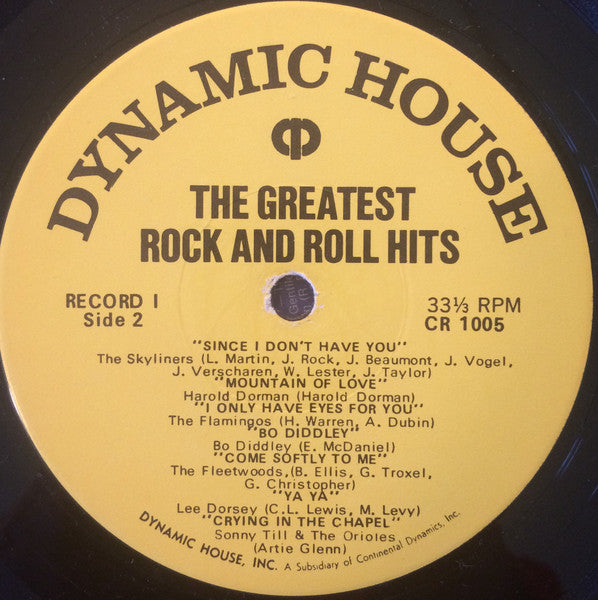 DYNAMIC HOUSE
THE GREATEST
ROCK AND ROLL HITS
RECORD I
Side 2
33⅓ RPM
CR 1005
"SINCE I DON'T HAVE YOU"
The Skyliners (L. Martin, J. Rock, J. Beaumont, J. Vogel,
J. Verscharen, W. Lester, J. Taylor)
"MOUNTAIN OF LOVE"
Harold Dorman (Harold Dorman)
"I ONLY HAVE EYES FOR YOU"
The Flamingos (H. Warren, A. Dubin)
"BO DIDDLEY"
Bo Diddley (E. McDaniel)
"COME SOFTLY TO ME"
The Fleetwoods,(B. Ellis, G. Troxel,
G. Christopher)
"YA YA"
Lee Dorsey (C.L. Lewis, M. Levy)
"CRYING IN THE CHAPEL"
Sonny Till & The Orioles
(Artie Glenn)
DYNAMIC HOUSE, INC. A Subsidiary of Continental Dynamics, Inc.